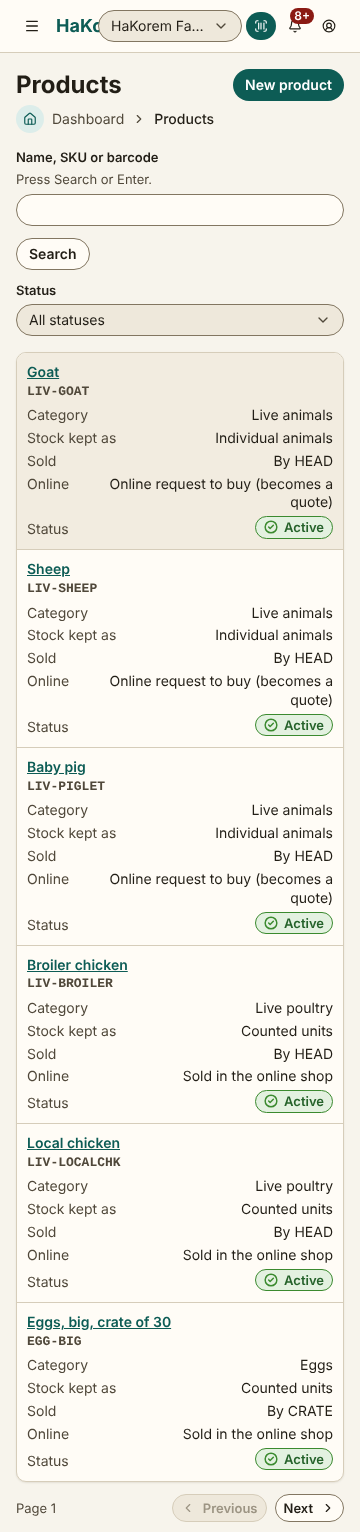 HaKo
HaKorem Fa...
8+
Products
New product
Dashboard
Products
Name, SKU or barcode
Press Search or Enter.
Search
Status
All statuses
Goat
LIV-GOAT
Category Live animals
Stock kept as Individual animals
Sold By HEAD
Online Online request to buy (becomes a
quote)
Status Active
Sheep
LIV-SHEEP
Category Live animals
Stock kept as Individual animals
Sold By HEAD
Online Online request to buy (becomes a
quote)
Status Active
Baby pig
LIV-PIGLET
Category Live animals
Stock kept as Individual animals
Sold By HEAD
Online Online request to buy (becomes a
quote)
Status Active
Broiler chicken
LIV-BROILER
Category Live poultry
Stock kept as Counted units
Sold By HEAD
Online Sold in the online shop
Status Active
Local chicken
LIV-LOCALCHK
Category Live poultry
Stock kept as Counted units
Sold By HEAD
Online Sold in the online shop
Status Active
Eggs, big, crate of 30
EGG-BIG
Category Eggs
Stock kept as Counted units
Sold By CRATE
Online Sold in the online shop
Status Active
Page 1
Previous
Next